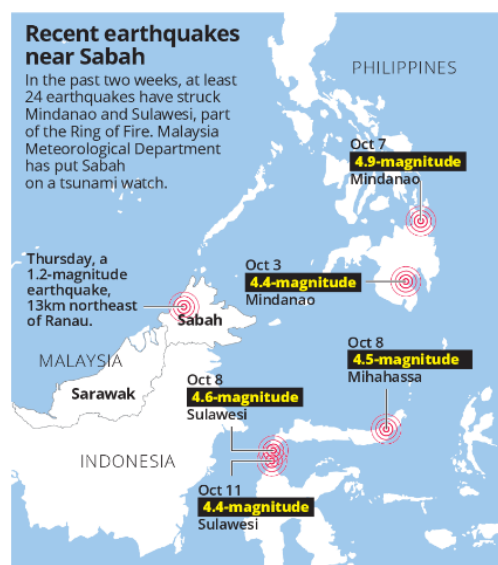 Recent earthquakes
near Sabah
In the past two weeks, at least
24 earthquakes have struck
Mindanao and Sulawesi, part
of the Ring of Fire. Malaysia
Meteorological Department
has put Sabah
on a tsunami watch.
PHILIPPINES
Oct 7
4.9-magnitude
Mindanao
Thursday, a
1.2-magnitude
earthquake,
13km northeast
of Ranau.
Oct 3
4.4-magnitude
Mindanao
Sabah
MALAYSIA
Sarawak
Oct 8
4.5-magnitude
Mihahassa
Oct 8
4.6-magnitude
Sulawesi
INDONESIA
Oct 11
4.4-magnitude
Sulawesi